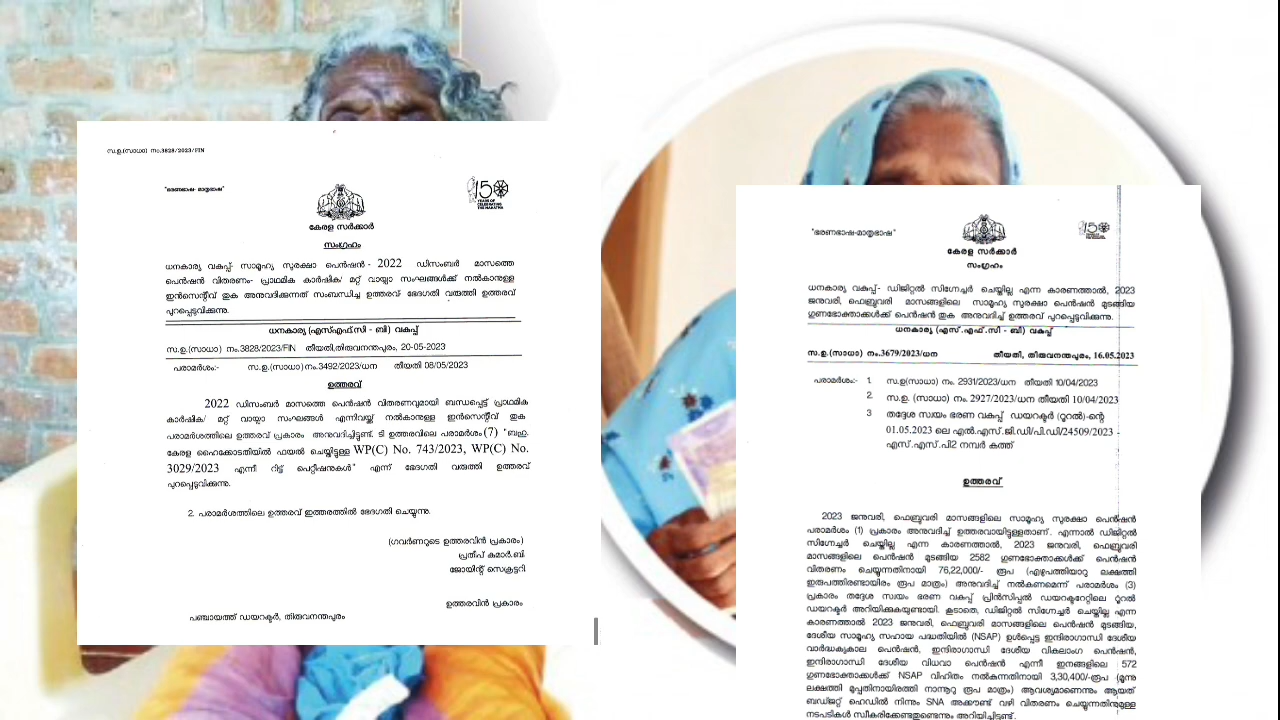 സ.ഉ.(സാധാ) നം.3828/2023/FIN
"ഭരണഭാഷ- മാതൃഭാഷ"
150
YEARS OF
CELEBRATING
THE MAHATMA
കേരള സർക്കാർ
സംഗ്രഹം
ധനകാര്യ വകുപ്പ്- സാമൂഹ്യ സുരക്ഷാ പെൻഷൻ - 2022 ഡിസംബർ മാസത്തെ
പെൻഷൻ വിതരണം- പ്രാഥമിക കാർഷിക/ മറ്റ് വായ്പാ സംഘങ്ങൾക്ക് നൽകാനുള്ള
ഇൻസെന്റീവ് തുക അനുവദിക്കുന്നത് സംബന്ധിച്ച ഉത്തരവ്- ഭേദഗതി വരുത്തി ഉത്തരവ്
പുറപ്പെടുവിക്കുന്നു.
ധനകാര്യ (എസ്എഫ്സി - ബി) വകുപ്പ്
സ.ഉ.(സാധാ) നം.3828/2023/FIN തീയതി,തിരുവനന്തപുരം, 20-05-2023
പരാമർശം:- സ.ഉ.(സാധാ) നം.3492/2023/ധന തീയതി 08/05/2023
ഉത്തരവ്
2022 ഡിസംബർ മാസത്തെ പെൻഷൻ വിതരണവുമായി ബന്ധപ്പെട്ട് പ്രാഥമിക
കാർഷിക/ മറ്റ് വായ്പാ സംഘങ്ങൾ എന്നിവയ്ക്ക് നൽകാനുള്ള ഇൻസെന്റീവ് തുക
പരാമർശത്തിലെ ഉത്തരവ് പ്രകാരം അനുവദിച്ചിട്ടുണ്ട്. ടി ഉത്തരവിലെ പരാമർശം (7) "ബഹു.
കേരള ഹൈക്കോടതിയിൽ ഫയൽ ചെയ്തിട്ടുള്ള WP(C) No. 743/2023, WP(C) No.
3029/2023 എന്നീ റിട്ട് പെറ്റീഷനുകൾ" എന്ന് ഭേദഗതി വരുത്തി ഉത്തരവ്
പുറപ്പെടുവിക്കുന്നു.
2. പരാമർശത്തിലെ ഉത്തരവ് ഇത്തരത്തിൽ ഭേദഗതി ചെയ്യുന്നു.
(ഗവർണറുടെ ഉത്തരവിൻ പ്രകാരം)
പ്രതീപ് കുമാർ.ബി
ജോയിന്റ് സെക്രട്ടറി
ഉത്തരവിൻ പ്രകാരം
പഞ്ചായത്ത് ഡയറക്ടർ, തിരുവനന്തപുരം
"ഭരണഭാഷ-മാതൃഭാഷ"
150
കേരള സർക്കാർ
സംഗ്രഹം
ധനകാര്യ വകുപ്പ്- ഡിജിറ്റൽ സിഗ്നേച്ചർ ചെയ്തില്ല എന്ന കാരണത്താൽ, 2023
ജനുവരി, ഫെബ്രുവരി മാസങ്ങളിലെ സാമൂഹ്യ സുരക്ഷാ പെൻഷൻ മുടങ്ങിയ
ഗുണഭോക്താക്കൾക്ക് പെൻഷൻ തുക അനുവദിച്ച് ഉത്തരവ് പുറപ്പെടുവിക്കുന്നു.
ധനകാര്യ (എസ്.എഫ്.സി - ബി) വകുപ്പ്
സ.ഉ.(സാധാ) നം.3679/2023/ധന തീയതി, തിരുവനന്തപുരം, 16.05.2023
പരാമർശം:- 1. സ.ഉ(സാധാ) നം. 2931/2023/ധന തീയതി 10/04/2023
2. സ.ഉ. (സാധാ) നം. 2927/2023/ധന തീയതി 10/04/2023
3 തദ്ദേശ സ്വയം ഭരണ വകുപ്പ് ഡയറക്ടർ (റൂറൽ)-ന്റെ
01.05.2023 ലെ എൽ.എസ്.ജി.ഡി/പി.ഡി/24509/2023 -
എസ്.എസ്.പി2 നമ്പർ കത്ത്
ഉത്തരവ്
2023 ജനുവരി, ഫെബ്രുവരി മാസങ്ങളിലെ സാമൂഹ്യ സുരക്ഷാ പെൻഷൻ
പരാമർശം (1) പ്രകാരം അനുവദിച്ച് ഉത്തരവായിട്ടുള്ളതാണ്. എന്നാൽ ഡിജിറ്റൽ
സിഗ്നേച്ചർ ചെയ്തില്ല എന്ന കാരണത്താൽ, 2023 ജനുവരി, ഫെബ്രുവരി
മാസങ്ങളിലെ പെൻഷൻ മുടങ്ങിയ 2582 ഗുണഭോക്താക്കൾക്ക് പെൻഷൻ
വിതരണം ചെയ്യുന്നതിനായി 76,22,000/- രൂപ (എഴുപത്തിയാറു ലക്ഷത്തി
ഇരുപത്തിരണ്ടായിരം രൂപ മാത്രം) അനുവദിച്ച് നൽകണമെന്ന് പരാമർശം (3)
പ്രകാരം തദ്ദേശ സ്വയം ഭരണ വകുപ്പ് പ്രിൻസിപ്പൽ ഡയറക്ടറേറ്റിലെ റൂറൽ
ഡയറക്ടർ അറിയിക്കുകയുണ്ടായി. കൂടാതെ, ഡിജിറ്റൽ സിഗ്നേച്ചർ ചെയ്തില്ല എന്ന
കാരണത്താൽ 2023 ജനുവരി, ഫെബ്രുവരി മാസങ്ങളിലെ പെൻഷൻ മുടങ്ങിയ,
ദേശീയ സാമൂഹ്യ സഹായ പദ്ധതിയിൽ (NSAP) ഉൾപ്പെട്ട ഇന്ദിരാഗാന്ധി ദേശീയ
വാർദ്ധക്യകാല പെൻഷൻ, ഇന്ദിരാഗാന്ധി ദേശീയ വികലാംഗ പെൻഷൻ,
ഇന്ദിരാഗാന്ധി ദേശീയ വിധവാ പെൻഷൻ എന്നീ ഇനങ്ങളിലെ 572
ഗുണഭോക്താക്കൾക്ക് NSAP വിഹിതം നൽകുന്നതിനായി 3,30,400/-രൂപ (മൂന്നു
ലക്ഷത്തി മുപ്പതിനായിരത്തി നാന്നൂറു രൂപ മാത്രം) ആവശ്യമാണെന്നും ആയത്
ബഡ്ജറ്റ് ഹെഡിൽ നിന്നും SNA അക്കൗണ്ട് വഴി വിതരണം ചെയ്യുന്നതിനുമുള്ള
നടപടികൾ സ്വീകരിക്കേണ്ടതുണ്ടെന്നും അറിയിച്ചിട്ടുണ്ട്.